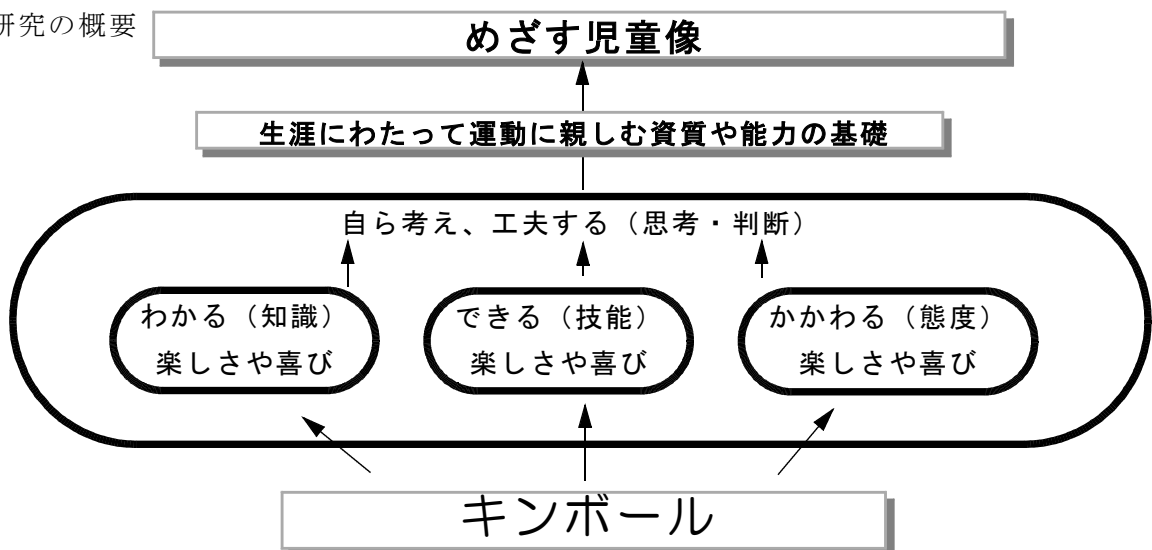 研究の概要
めざす児童像
生涯にわたって運動に親しむ資質や能力の基礎
自ら考え、工夫する（思考・判断）
わかる（知識）
楽しさや喜び
できる（技能）
楽しさや喜び
かかわる（態度）
楽しさや喜び
キンボール